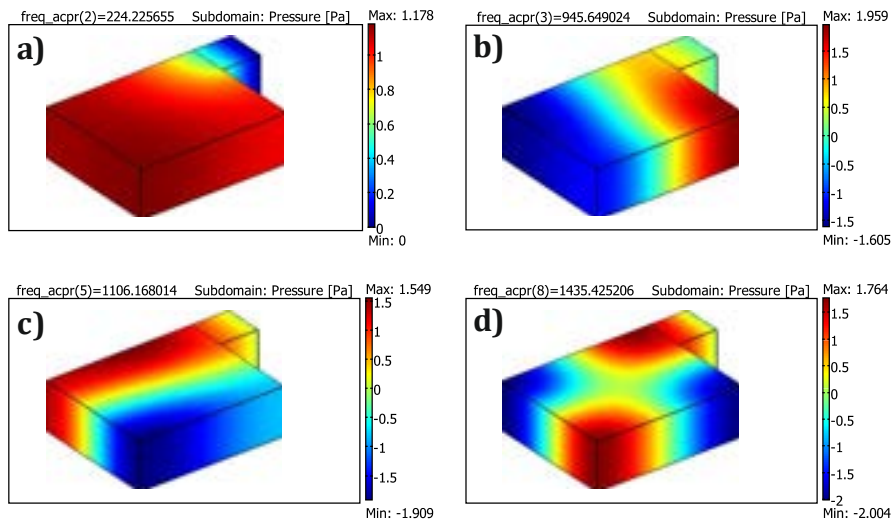 freq_acpr(2)=224.225655 Subdomain: Pressure [Pa] Max: 1.178
a)
1
0.8
0.6
0.4
0.2
0
Min: 0
freq_acpr(3)=945.649024 Subdomain: Pressure [Pa] Max: 1.959
b)
1.5
1
0.5
0
-0.5
-1
-1.5
Min: -1.605
freq_acpr(5)=1106.168014 Subdomain: Pressure [Pa] Max: 1.549
c)
1.5
1
0.5
0
-0.5
-1
-1.5
Min: -1.909
freq_acpr(8)=1435.425206 Subdomain: Pressure [Pa] Max: 1.764
d)
1.5
1
0.5
0
-0.5
-1
-1.5
-2
Min: -2.004